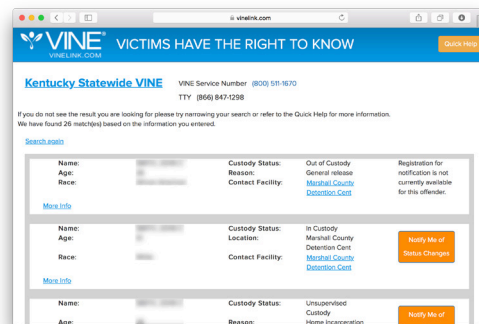 vinelink.com
VINE®
VINELINK.COM
VICTIMS HAVE THE RIGHT TO KNOW
Quick Help
Kentucky Statewide VINE
VINE Service Number (800) 511-1670
TTY (866) 847-1298
If you do not see the result you are looking for please try narrowing your search or refer to the Quick Help for more information.
We have found 26 match(es) based on the information you entered.
Search again
Name: Custody Status: Out of Custody Registration for
Age: Reason: General release notification is not
Race: Contact Facility: Marshall County currently available
Detention Cent for this offender.
More Info
Name: Custody Status: In Custody
Age: Location: Marshall County Notify Me of
Detention Cent Status Changes
Race: Contact Facility: Marshall County
Detention Cent
More Info
Name: Custody Status: Unsupervised
Custody Notify Me of
Age: Reason: Home incarceration